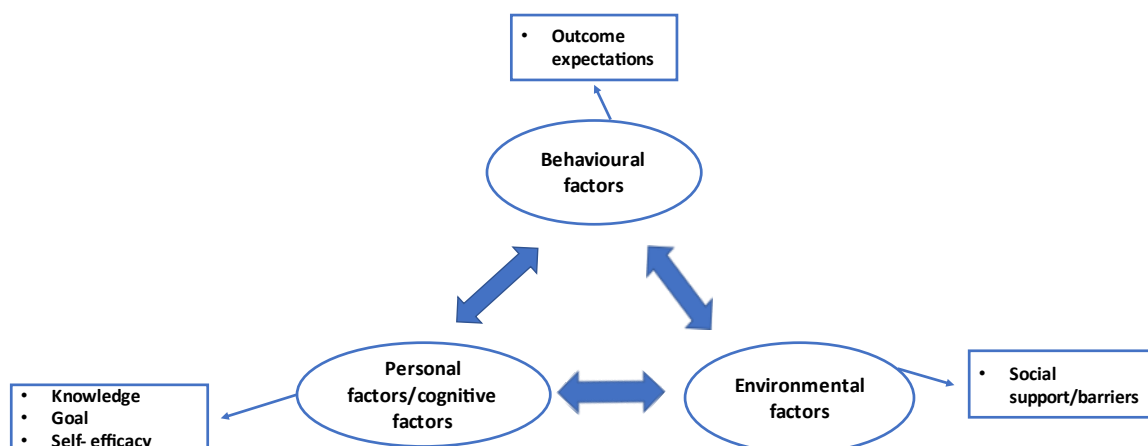 • Outcome
expectations
Behavioural
factors
Personal
factors/cognitive
factors
Environmental
factors
• Social
support/barriers
• Knowledge
• Goal
• Self- efficacy